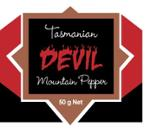 Tasmanian
DEVIL
Mountain Pepper
50 g Net